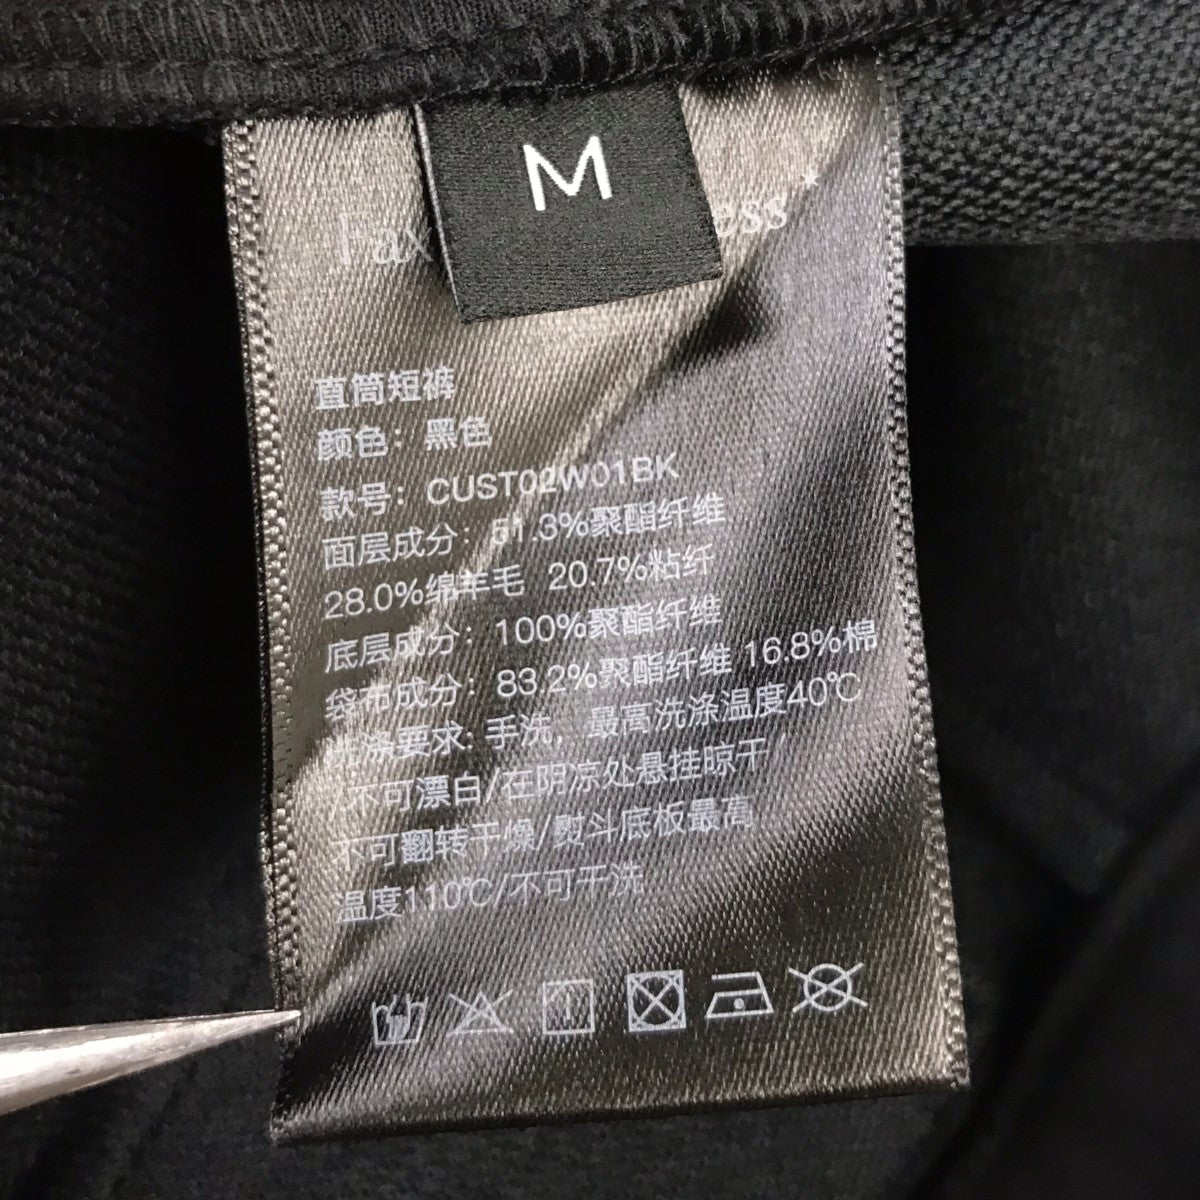 M
Fax
ess
直筒短裤
颜色：黑色
款号：CUST02W01BK
面层成分：51.3%聚酯纤维
28.0%绵羊毛 20.7%粘纤
底层成分：100%聚酯纤维
袋布成分：83.2%聚酯纤维 16.8%棉
洗涤要求：手洗，最高洗涤温度40℃
/不可漂白/在阴凉处悬挂晾干
不可翻转干燥/熨斗底板最高
温度110℃/不可干洗